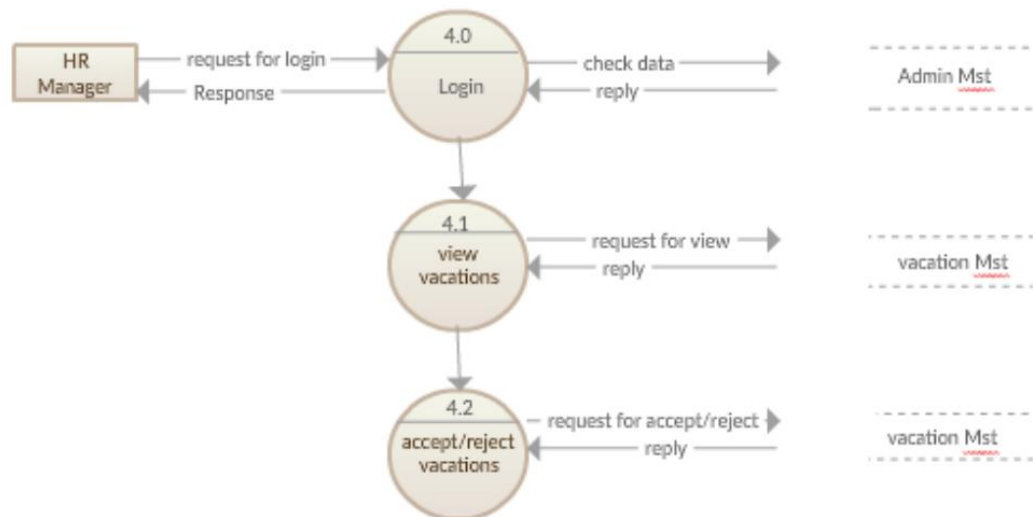 4.0
HR
Manager
request for login
Response
Login
check data
reply
Admin Mst
4.1
view
vacations
request for view
reply
vacation Mst
4.2
accept/reject
vacations
request for accept/reject
reply
vacation Mst